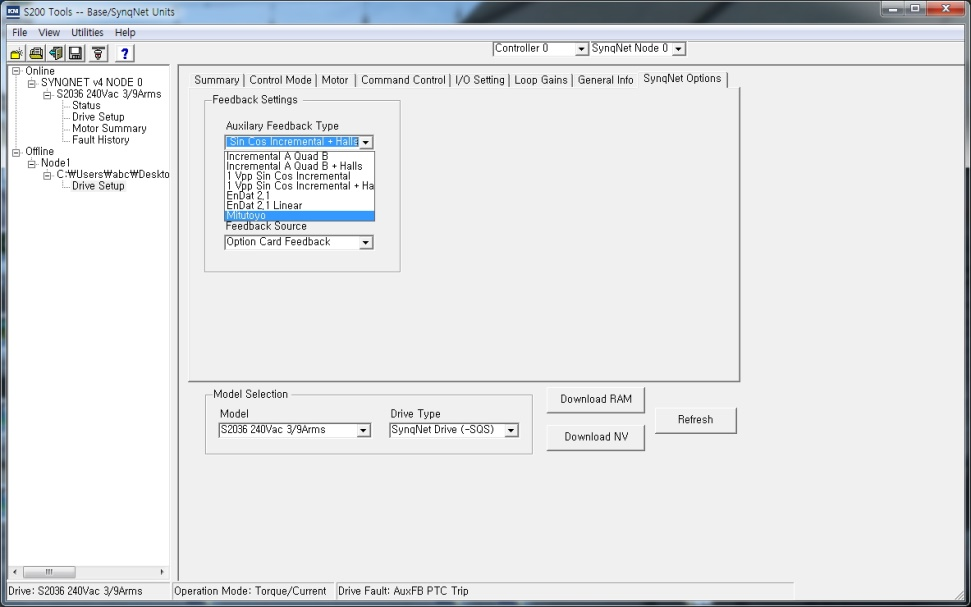 KM S200 Tools -- Base/SynqNet Units
File View Utilities Help
?
Controller 0 SynqNet Node 0
Online
SYNQNET v4 NODE 0
S2036 240Vac 3/9Arms
Status
Drive Setup
Motor Summary
Fault History
Offline
Node1
C:₩Users₩abc₩Deskto
Drive Setup
Summary Control Mode Motor Command Control I/O Setting Loop Gains General Info SynqNet Options
Feedback Settings
Auxilary Feedback Type
Sin Cos Incremental + Halls
Incremental A Quad B
Incremental A Quad B + Halls
1 Vpp Sin Cos Incremental
1 Vpp Sin Cos Incremental + Ha
EnDat 2.1
EnDat 2.1 Linear
Mitutoyo
Feedback Source
Option Card Feedback
Model Selection
Model
S2036 240Vac 3/9Arms
Drive Type
SynqNet Drive (-SQS)
Download RAM
Download NV
Refresh
Drive: S2036 240Vac 3/9Arms
Operation Mode: Torque/Current
Drive Fault: AuxFB PTC Trip